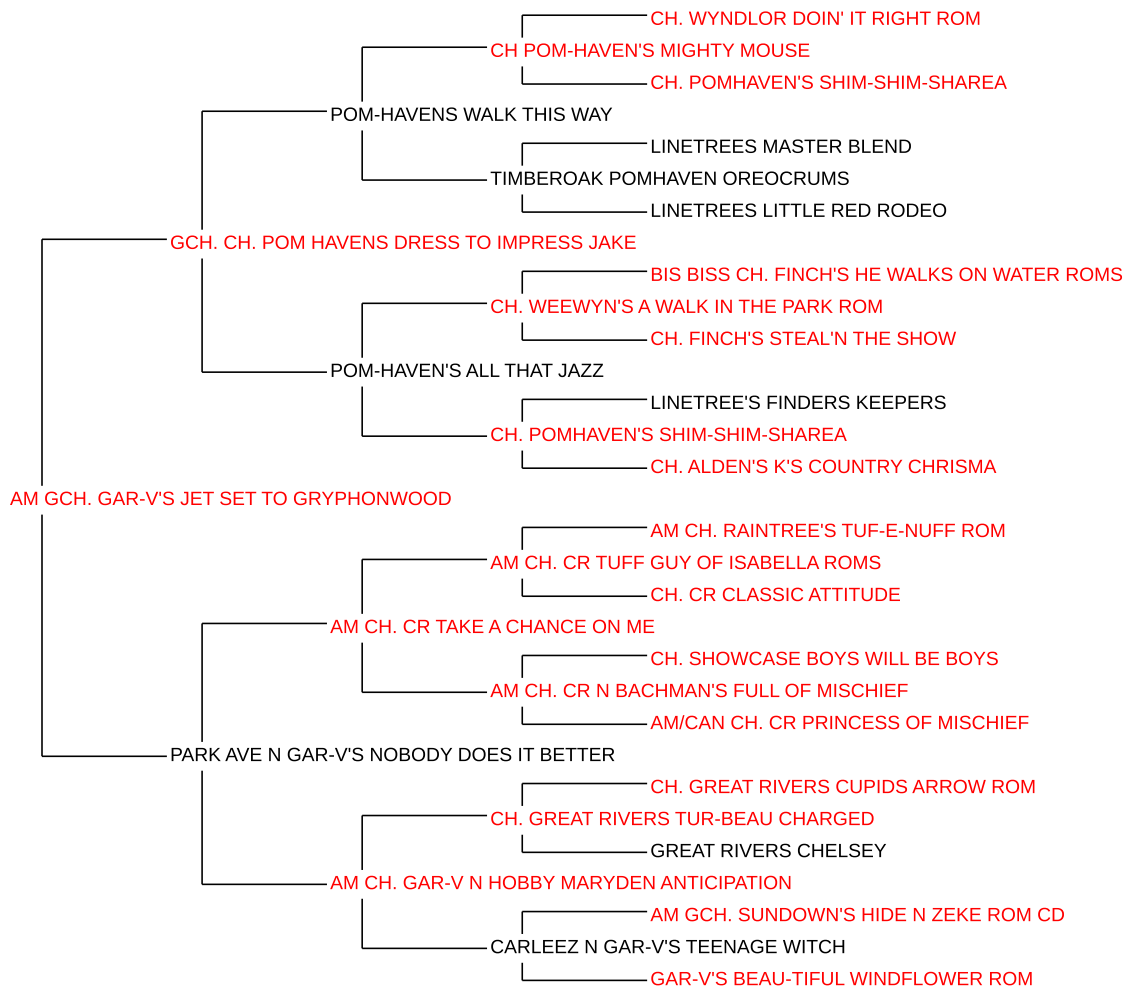 CH. WYNDLOR DOIN' IT RIGHT ROM
CH POM-HAVEN'S MIGHTY MOUSE
CH. POMHAVEN'S SHIM-SHIM-SHAREA
POM-HAVENS WALK THIS WAY
LINETREES MASTER BLEND
TIMBEROAK POMHAVEN OREOCRUMS
LINETREES LITTLE RED RODEO
GCH. CH. POM HAVENS DRESS TO IMPRESS JAKE
BIS BISS CH. FINCH'S HE WALKS ON WATER ROMS
CH. WEEWYN'S A WALK IN THE PARK ROM
CH. FINCH'S STEAL'N THE SHOW
POM-HAVEN'S ALL THAT JAZZ
LINETREE'S FINDERS KEEPERS
CH. POMHAVEN'S SHIM-SHIM-SHAREA
CH. ALDEN'S K'S COUNTRY CHRISMA
AM GCH. GAR-V'S JET SET TO GRYPHONWOOD
AM CH. RAINTREE'S TUF-E-NUFF ROM
AM CH. CR TUFF GUY OF ISABELLA ROMS
CH. CR CLASSIC ATTITUDE
AM CH. CR TAKE A CHANCE ON ME
CH. SHOWCASE BOYS WILL BE BOYS
AM CH. CR N BACHMAN'S FULL OF MISCHIEF
AM/CAN CH. CR PRINCESS OF MISCHIEF
PARK AVE N GAR-V'S NOBODY DOES IT BETTER
CH. GREAT RIVERS CUPIDS ARROW ROM
CH. GREAT RIVERS TUR-BEAU CHARGED
GREAT RIVERS CHELSEY
AM CH. GAR-V N HOBBY MARYDEN ANTICIPATION
AM GCH. SUNDOWN'S HIDE N ZEKE ROM CD
CARLEEZ N GAR-V'S TEENAGE WITCH
GAR-V'S BEAU-TIFUL WINDFLOWER ROM